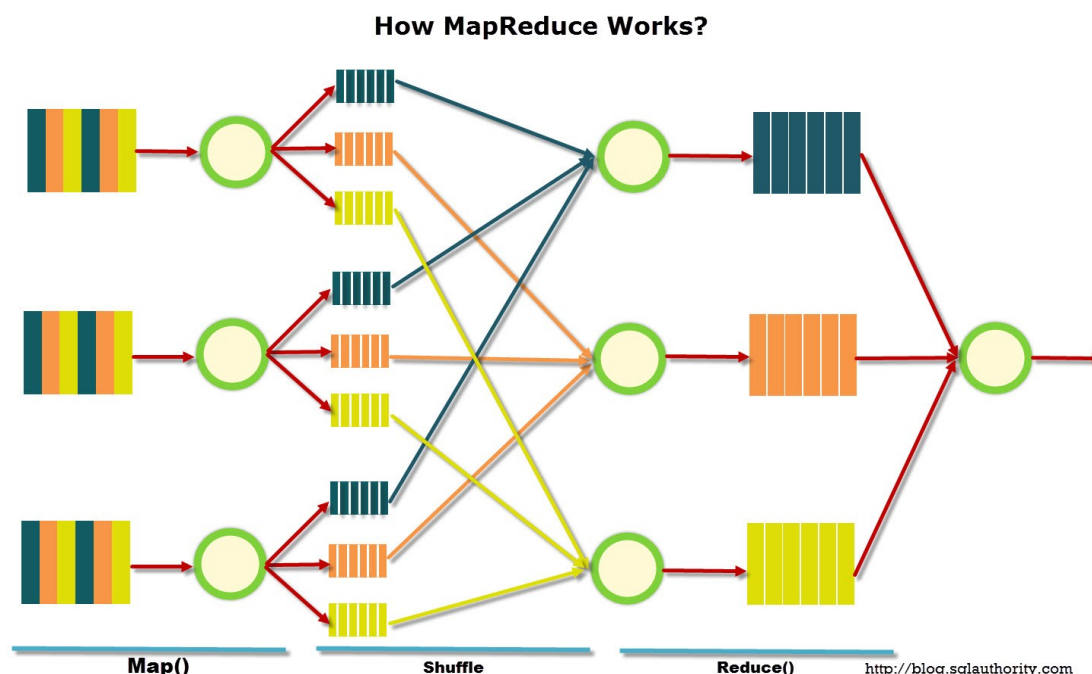 How MapReduce Works?
Map()
Shuffle
Reduce()
http://blog.sqlauthority.com